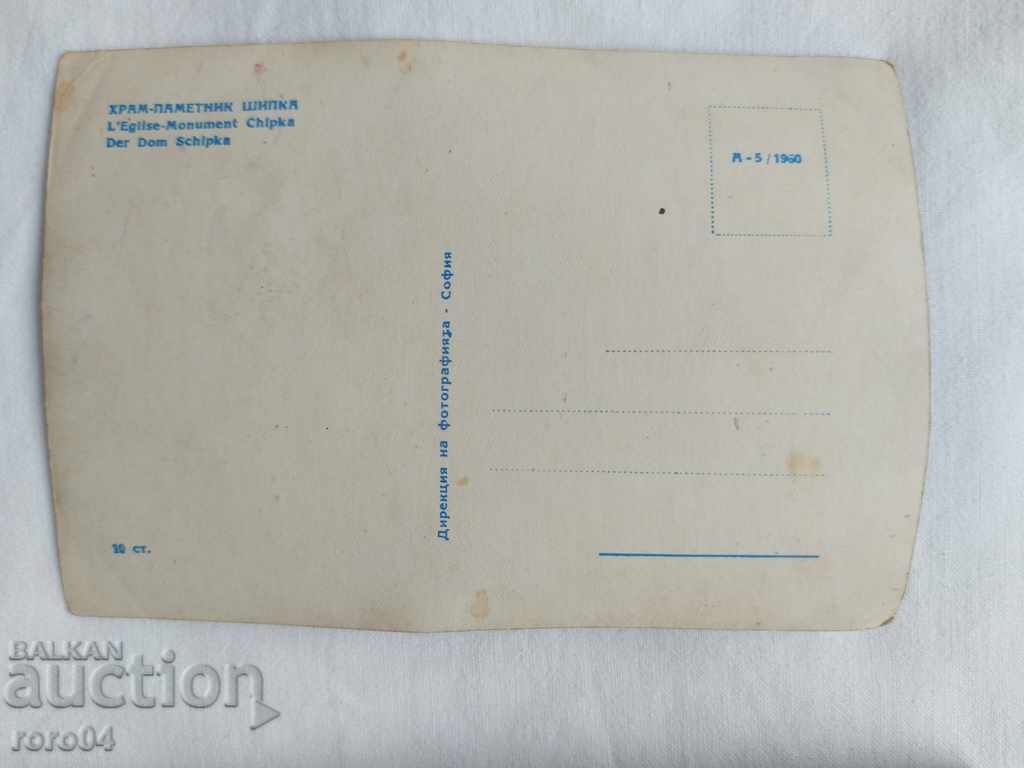 ХРАМ-ПАМЕТНИК ШИПКА
L'Eglise-Monument Chipka
Der Dom Schipka
А - 5 / 1960
Дирекция на фотографията - София
10 ст.
BALKAN
auction
roro04